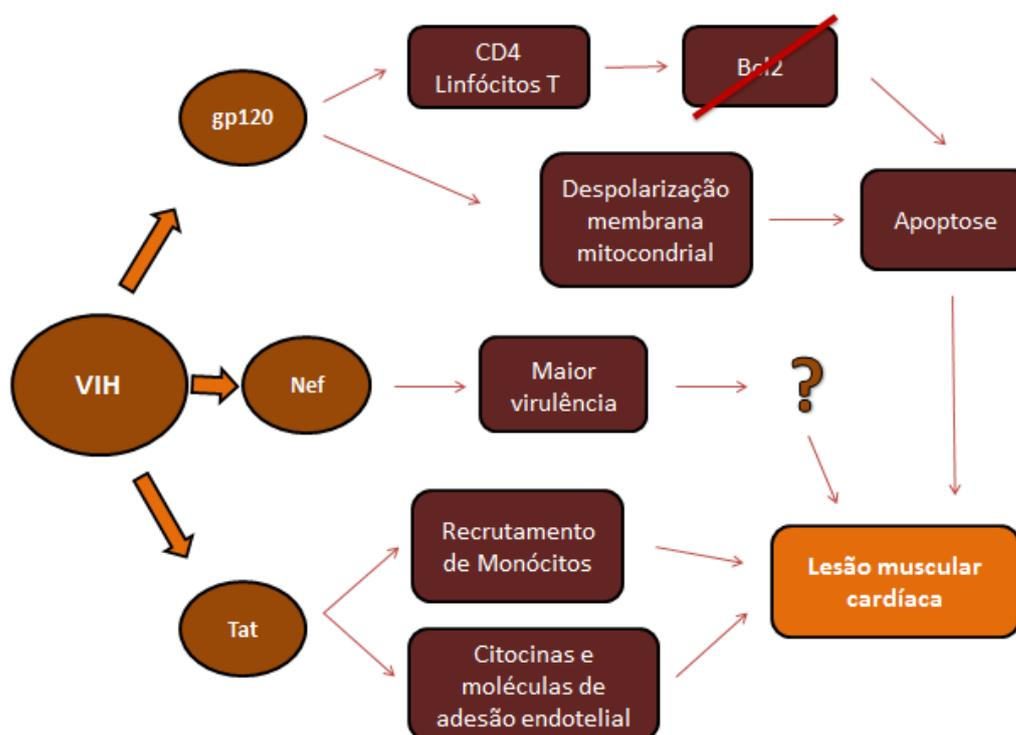 CD4
Linfócitos T
Bcl2
gp120
Despolarização
membrana
mitocondrial
Apoptose
VIH
Nef
Maior
virulência
?
Recrutamento
de Monócitos
Lesão muscular
cardíaca
Tat
Citocinas e
moléculas de
adesão endotelial